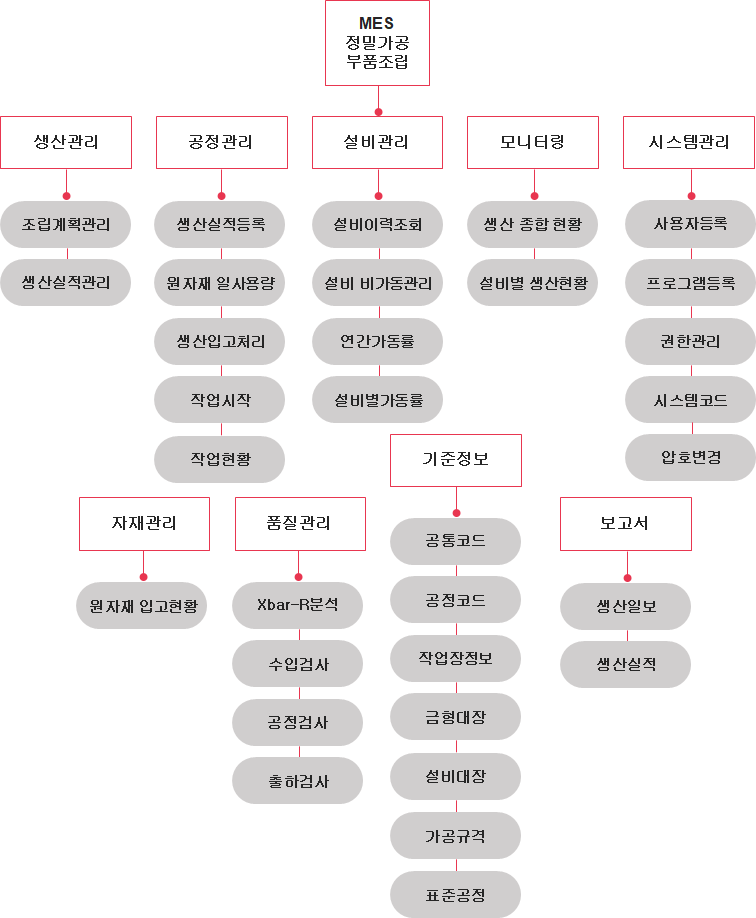 MES
정밀가공
부품조립
생산관리
조립계획관리
생산실적관리
공정관리
생산실적등록
원자재 일사용량
생산입고처리
작업시작
작업현황
설비관리
설비이력조회
설비 비가동관리
연간가동률
설비별가동률
모니터링
생산 종합 현황
설비별 생산현황
시스템관리
사용자등록
프로그램등록
권한관리
시스템코드
압호변경
자재관리
원자재 입고현황
품질관리
Xbar-R분석
수입검사
공정검사
출하검사
기준정보
공통코드
공정코드
작업장정보
금형대장
설비대장
가공규격
표준공정
보고서
생산일보
생산실적